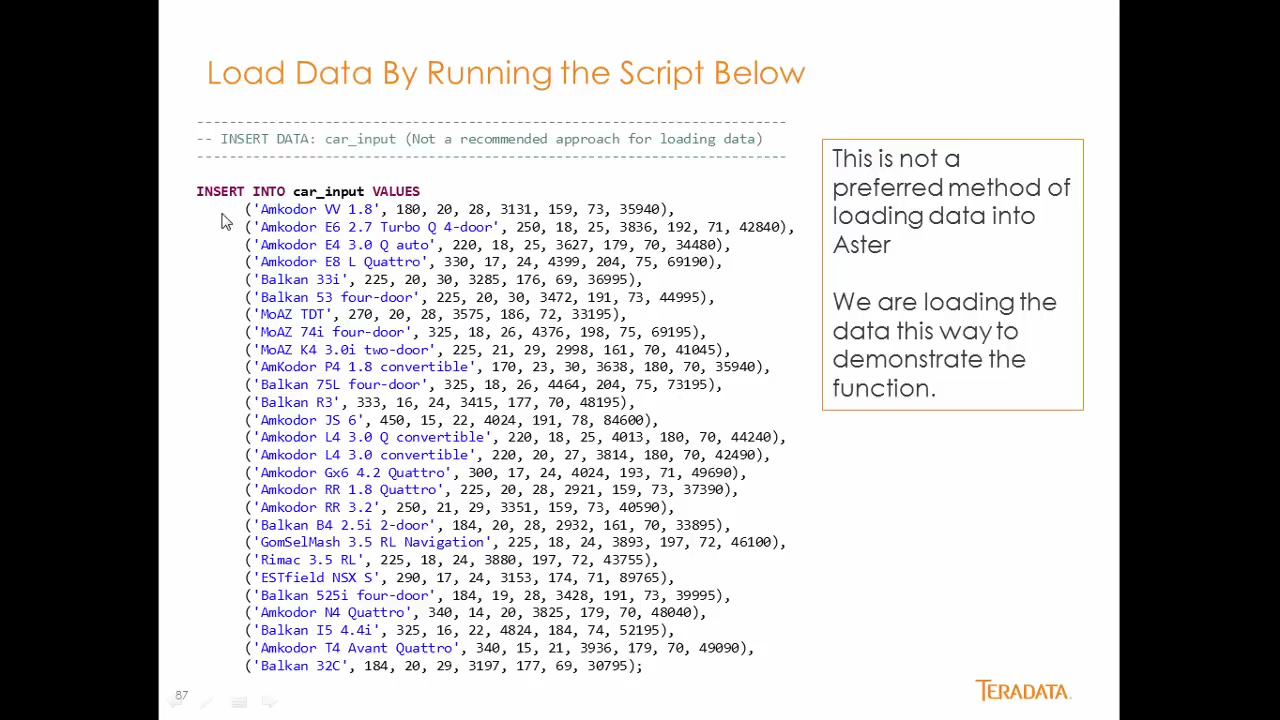 Load Data By Running the Script Below
--------------------------------------------------------------------------
-- INSERT DATA: car_input (Not a recommended approach for loading data)
--------------------------------------------------------------------------
INSERT INTO car_input VALUES
('Amkodor VV 1.8', 180, 20, 28, 3131, 159, 73, 35940),
('Amkodor E6 2.7 Turbo Q 4-door', 250, 18, 25, 3836, 192, 71, 42840),
('Amkodor E4 3.0 Q auto', 220, 18, 25, 3627, 179, 70, 34480),
('Amkodor E8 L Quattro', 330, 17, 24, 4399, 204, 75, 69190),
('Balkan 33i', 225, 20, 30, 3285, 176, 69, 36995),
('Balkan 53 four-door', 225, 20, 30, 3472, 191, 73, 44995),
('MoAZ TDT', 270, 20, 28, 3575, 186, 72, 33195),
('MoAZ 74i four-door', 325, 18, 26, 4376, 198, 75, 69195),
('MoAZ K4 3.0i two-door', 225, 21, 29, 2998, 161, 70, 41045),
('AmKodor P4 1.8 convertible', 170, 23, 30, 3638, 180, 70, 35940),
('Balkan 75L four-door', 325, 18, 26, 4464, 204, 75, 73195),
('Balkan R3', 333, 16, 24, 3415, 177, 70, 48195),
('Amkodor JS 6', 450, 15, 22, 4024, 191, 78, 84600),
('Amkodor L4 3.0 Q convertible', 220, 18, 25, 4013, 180, 70, 44240),
('Amkodor L4 3.0 convertible', 220, 20, 27, 3814, 180, 70, 42490),
('Amkodor Gx6 4.2 Quattro', 300, 17, 24, 4024, 193, 71, 49690),
('Amkodor RR 1.8 Quattro', 225, 20, 28, 2921, 159, 73, 37390),
('Amkodor RR 3.2', 250, 21, 29, 3351, 159, 73, 40590),
('Balkan B4 2.5i 2-door', 184, 20, 28, 2932, 161, 70, 33895),
('GomSelMash 3.5 RL Navigation', 225, 18, 24, 3893, 197, 72, 46100),
('Rimac 3.5 RL', 225, 18, 24, 3880, 197, 72, 43755),
('ESTfield NSX S', 290, 17, 24, 3153, 174, 71, 89765),
('Balkan 525i four-door', 184, 19, 28, 3428, 191, 73, 39995),
('Amkodor N4 Quattro', 340, 14, 20, 3825, 179, 70, 48040),
('Balkan I5 4.4i', 325, 16, 22, 4824, 184, 74, 52195),
('Amkodor T4 Avant Quattro', 340, 15, 21, 3936, 179, 70, 49090),
('Balkan 32C', 184, 20, 29, 3197, 177, 69, 30795);
This is not a
preferred method of
loading data into
Aster
We are loading the
data this way to
demonstrate the
function.
87
TERADATA.